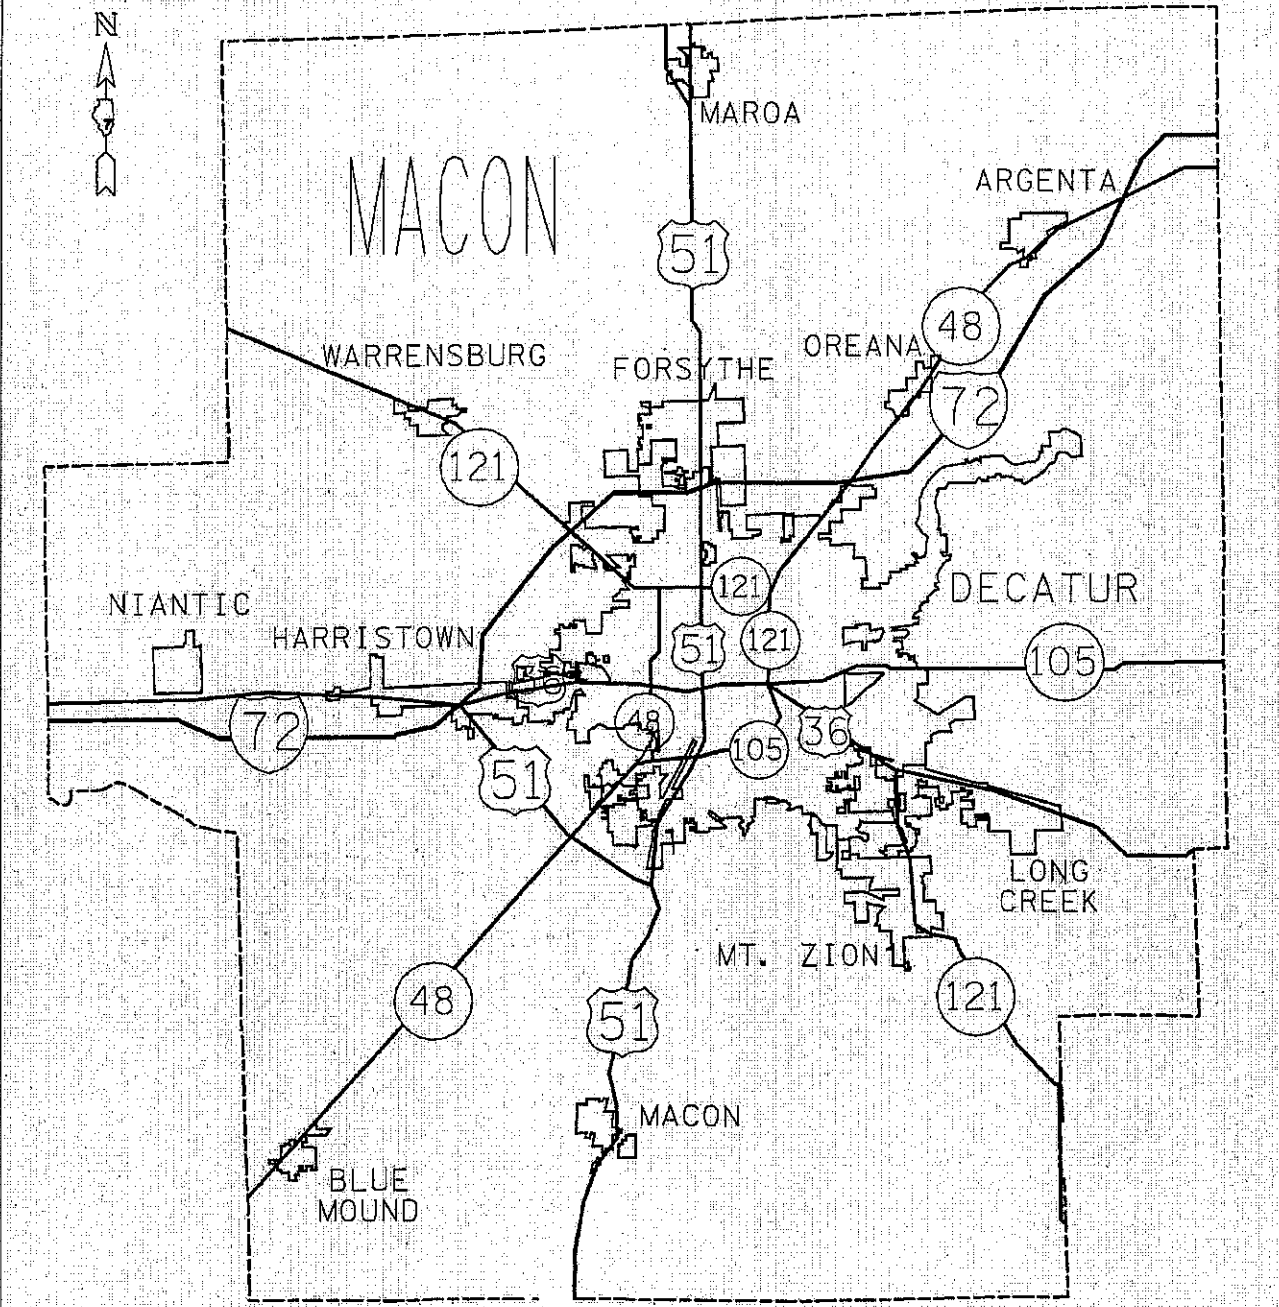 N
MAROA
MACON
ARGENTA
51
48
OREANA
WARRENSBURG
FORSYTHE
72
121
121
DECATUR
NIANTIC
HARRISTOWN
51
121
105
72
48
36
105
51
LONG
CREEK
MT. ZION
48
51
121
MACON
BLUE
MOUND